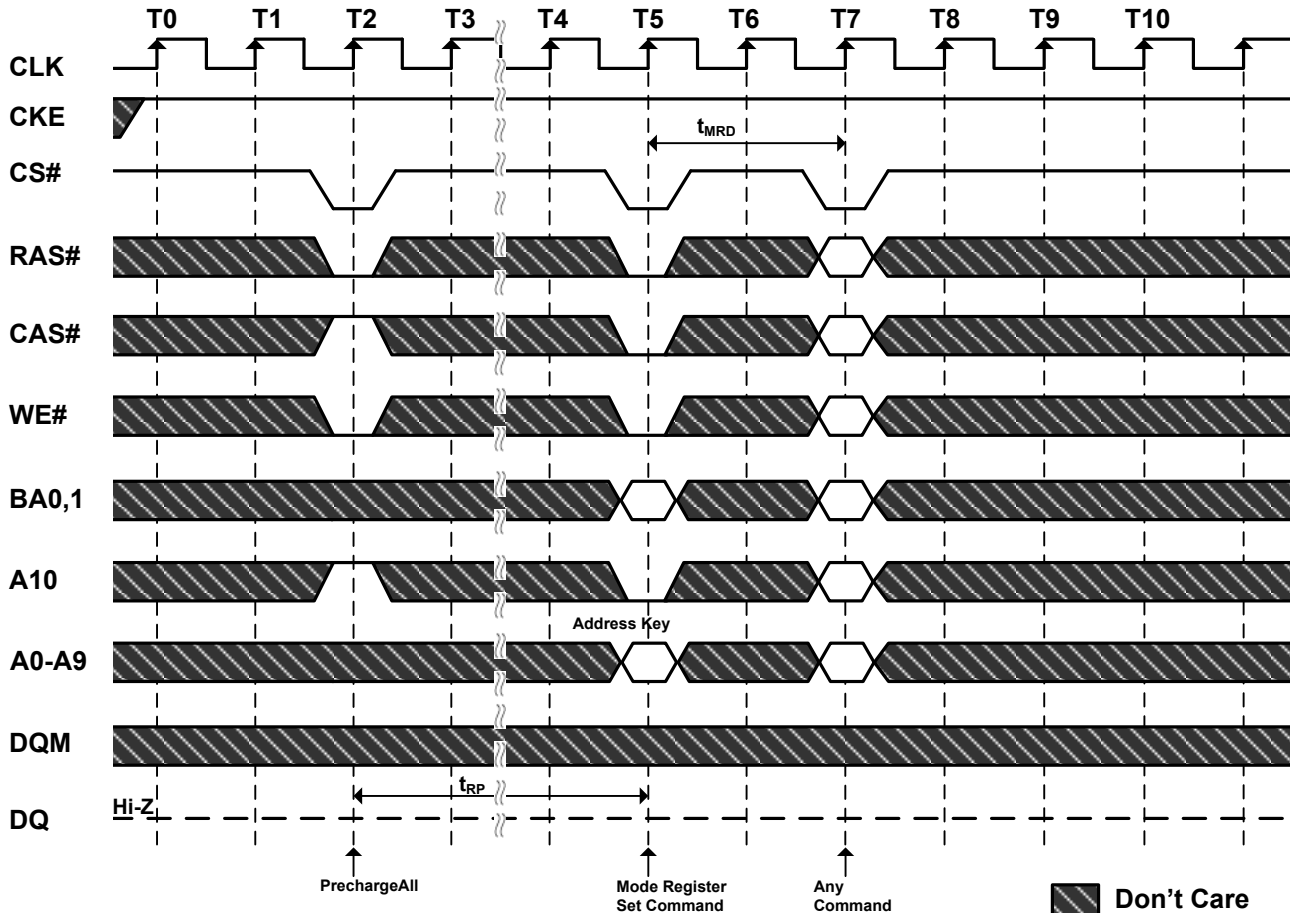 T0 T1 T2 T3 T4 T5 T6 T7 T8 T9 T10
CLK
CKE
tMRD
CS#
RAS#
CAS#
WE#
BA0,1
A10
Address Key
A0-A9
DQM
tRP
Hi-Z
DQ
PrechargeAll
Mode Register
Set Command
Any
Command
Don't Care